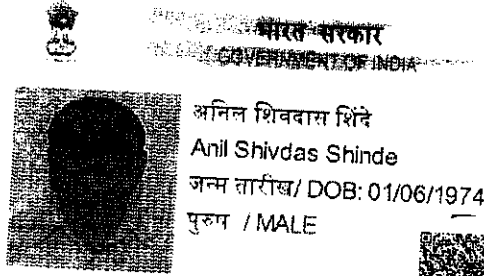 भारत सरकार
GOVERNMENT OF INDIA
अनिल शिवदास शिंदे
Anil Shivdas Shinde
जन्म तारीख/ DOB: 01/06/1974
पुरुष / MALE